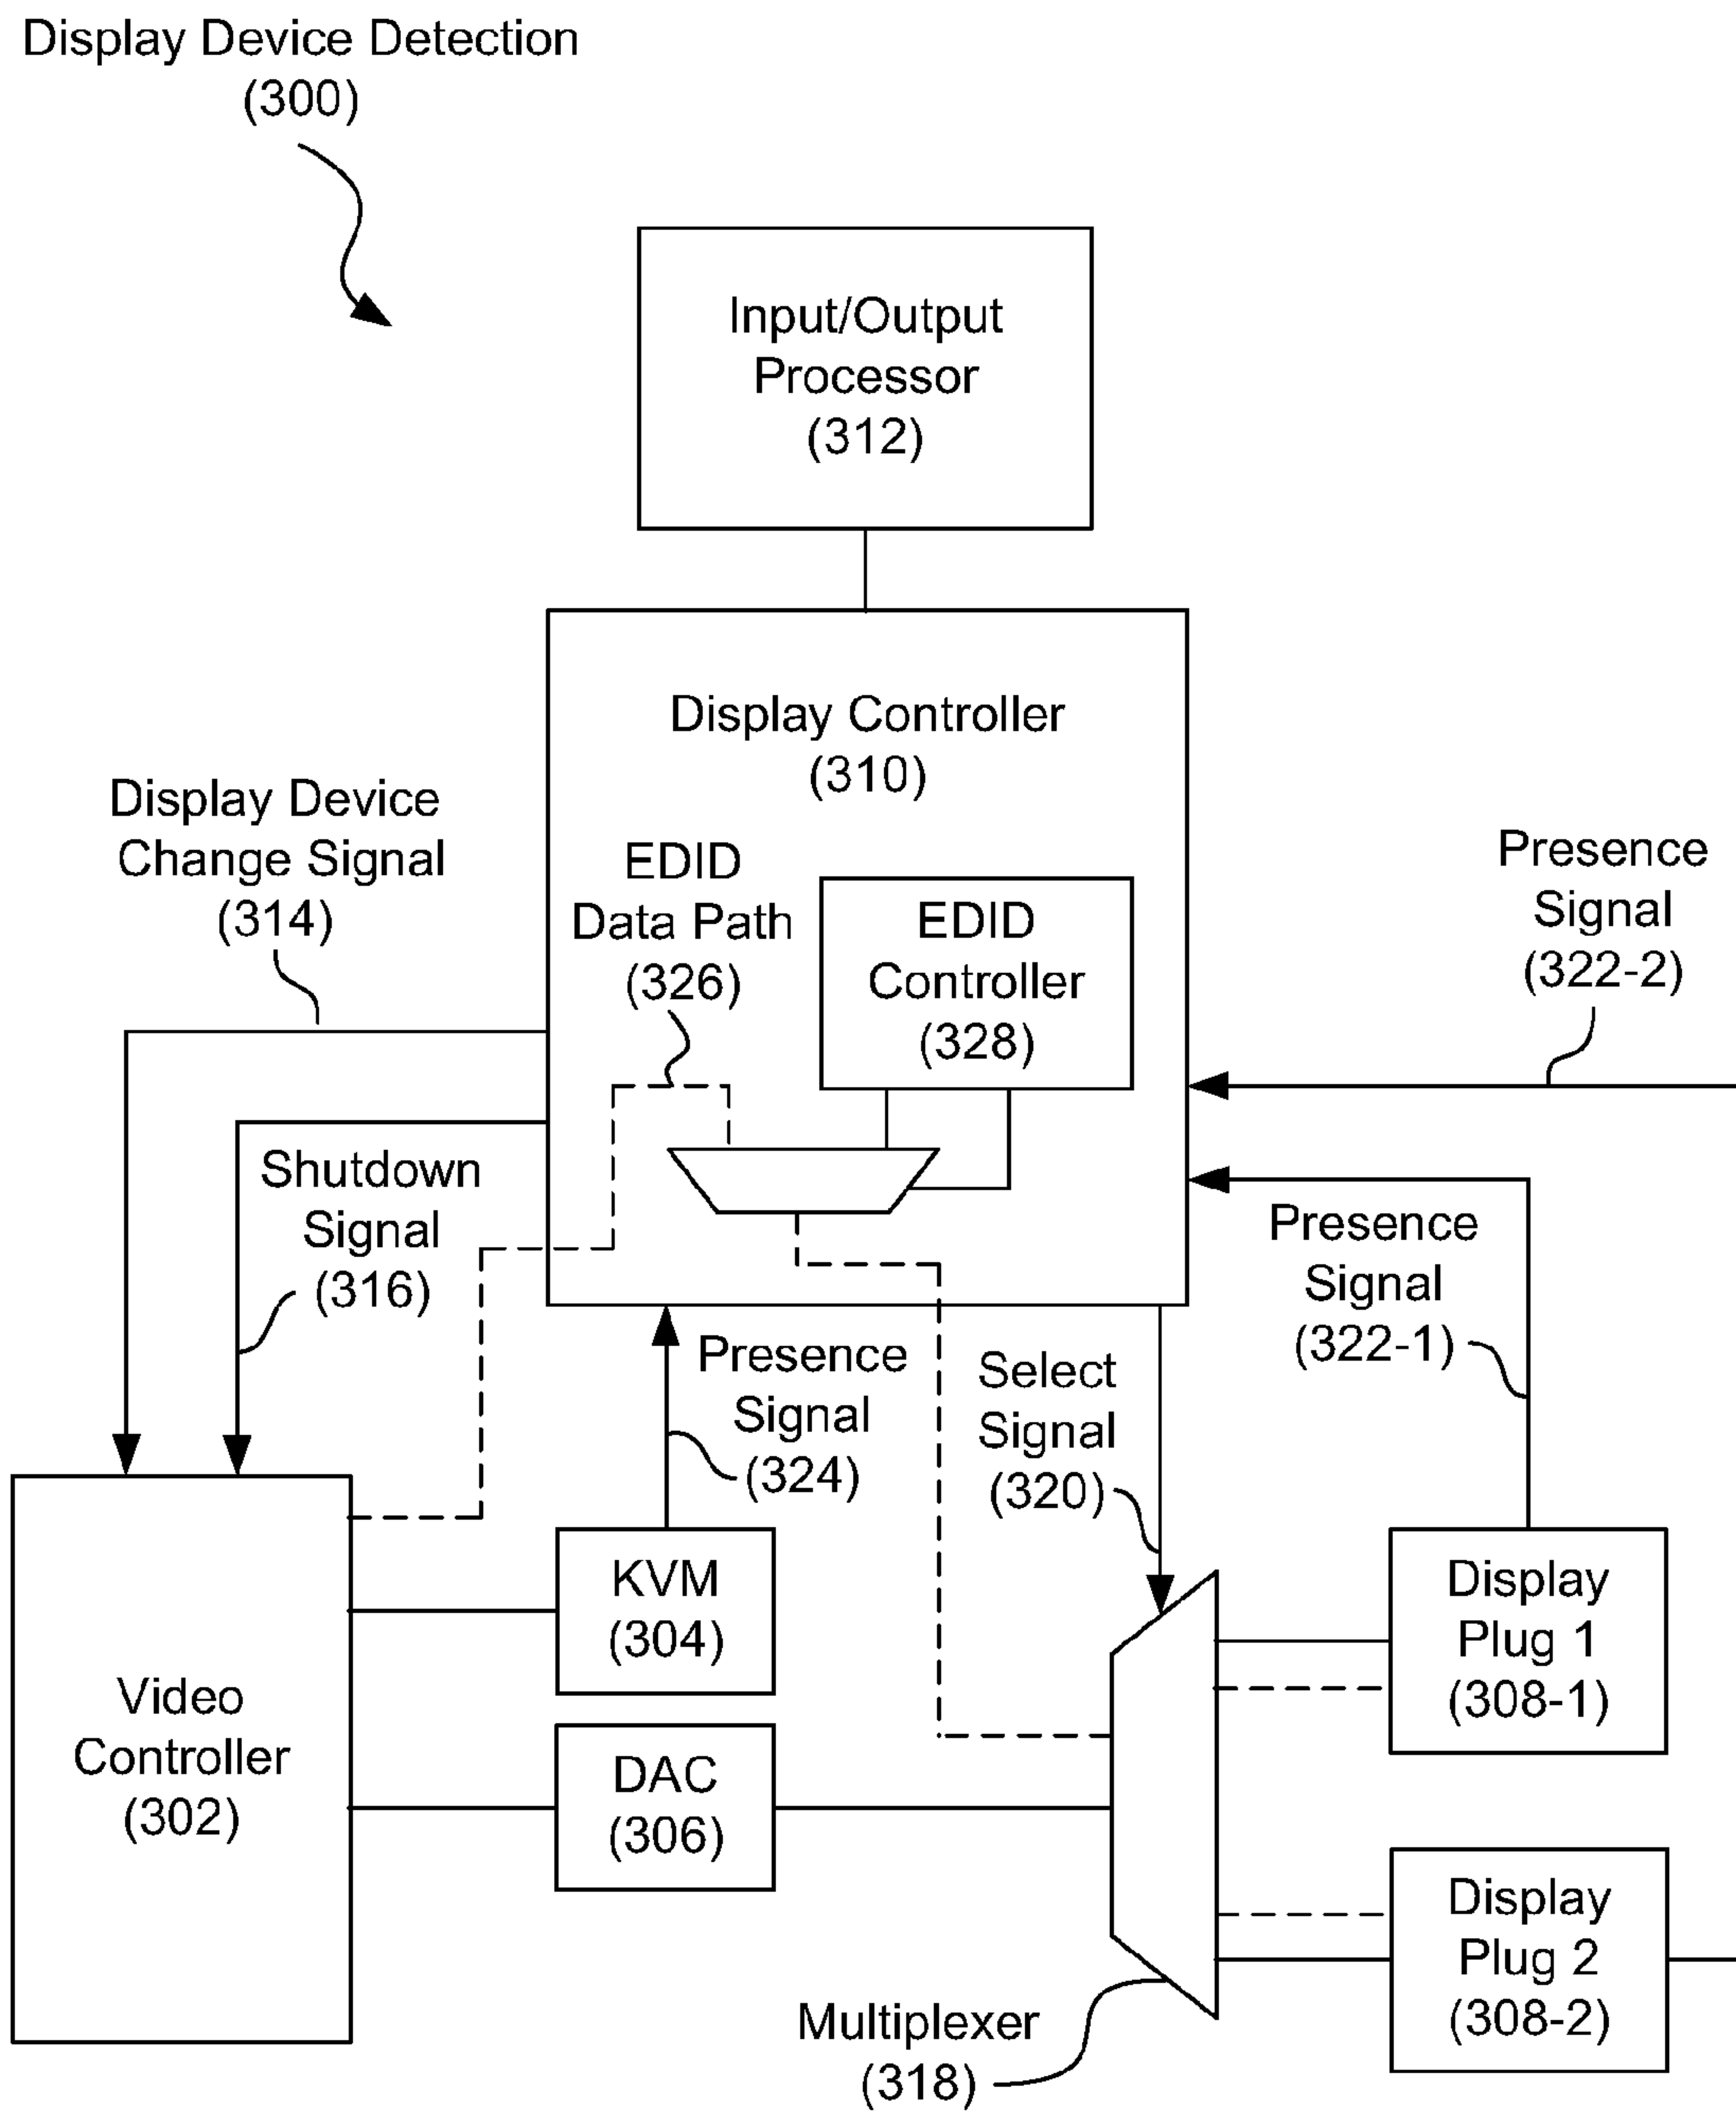 Display Device Detection
(300)
Input/Output
Processor
(312)
Display Controller
(310)
Display Device
Change Signal
(314)
EDID
Data Path
(326)
EDID
Controller
(328)
Presence
Signal
(322-2)
Shutdown
Signal
(316)
Presence
Signal
(322-1)
Presence
Signal
(324)
Select
Signal
(320)
Video
Controller
(302)
KVM
(304)
DAC
(306)
Display
Plug 1
(308-1)
Display
Plug 2
(308-2)
Multiplexer
(318)